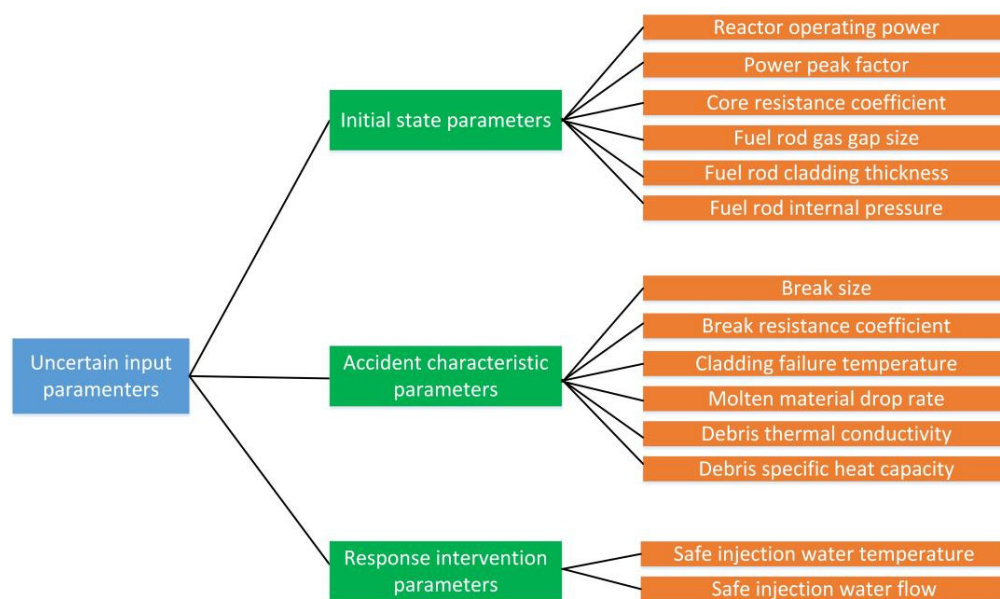 Uncertain input
paramenters
Initial state parameters
Reactor operating power
Power peak factor
Core resistance coefficient
Fuel rod gas gap size
Fuel rod cladding thickness
Fuel rod internal pressure
Accident characteristic
parameters
Break size
Break resistance coefficient
Cladding failure temperature
Molten material drop rate
Debris thermal conductivity
Debris specific heat capacity
Response intervention
parameters
Safe injection water temperature
Safe injection water flow